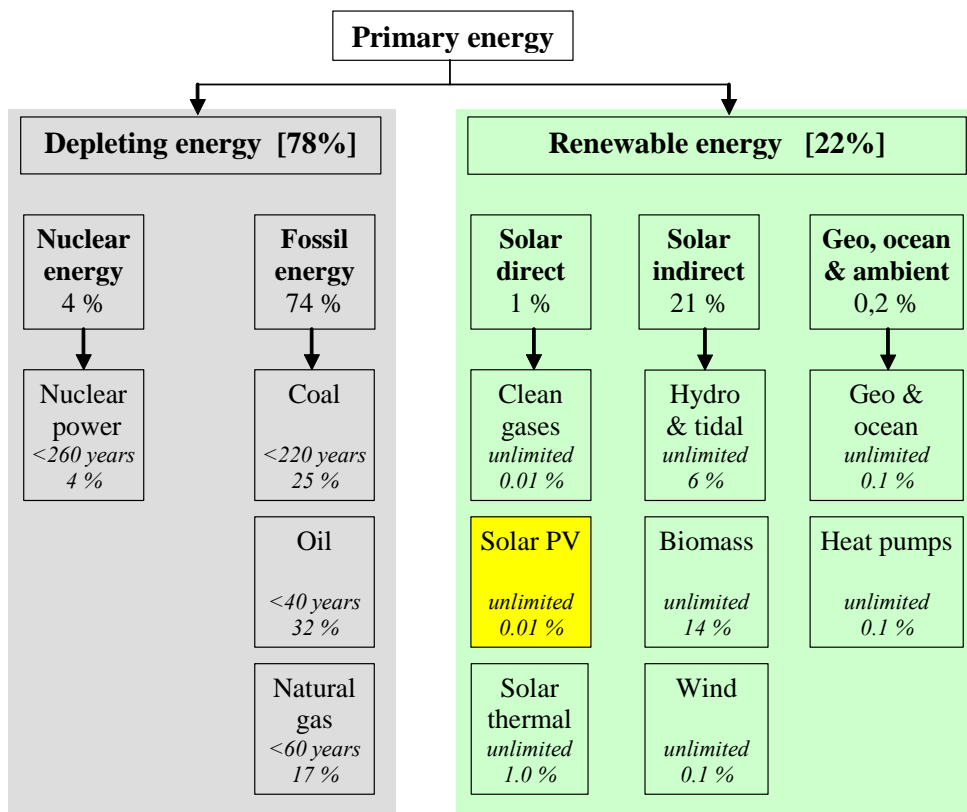 Primary energy
Depleting energy [78%]
Renewable energy [22%]
Nuclear
energy
4 %
Fossil
energy
74 %
Solar
direct
1 %
Solar
indirect
21 %
Geo, ocean
& ambient
0,2 %
Nuclear
power
<260 years
4 %
Coal
<220 years
25 %
Clean
gases
unlimited
0.01 %
Hydro
& tidal
unlimited
6 %
Geo &
ocean
unlimited
0.1 %
Oil
<40 years
32 %
Solar PV
unlimited
0.01 %
Biomass
unlimited
14 %
Heat pumps
unlimited
0.1 %
Natural
gas
<60 years
17 %
Solar
thermal
unlimited
1.0 %
Wind
unlimited
0.1 %